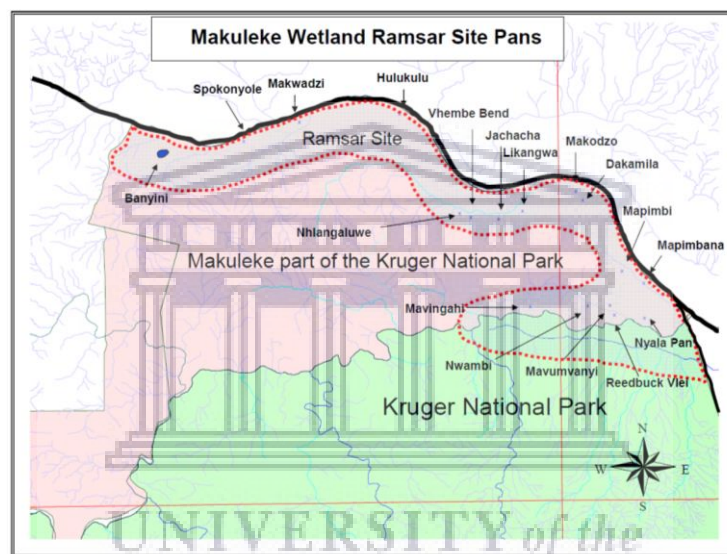 Makuleke Wetland Ramsar Site Pans
Hulukulu
Makwadzi
Spokonyole
Vhembe Bend
Jachacha
Likangwa
Makodzo
Dakamila
Ramsar Site
Banyini
Mapimbi
Nhlangaluwe
Mapimbana
Makuleke part of the Kruger National Park
Mavingahi
Nyala Pan
Nwambi
Mavumvanyi
Reedbuck Vlei
Kruger National Park
N
W
E
S
UNIVERSITY of the